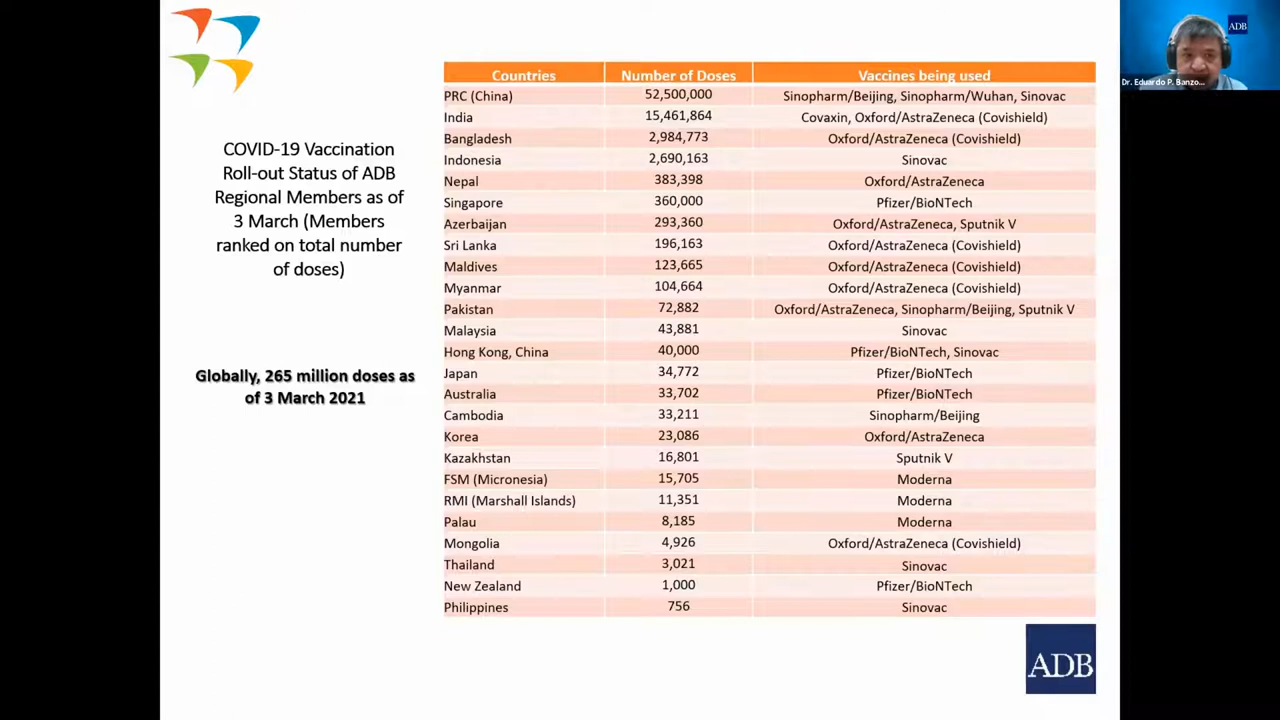 COVID-19 Vaccination
Roll-out Status of ADB
Regional Members as of
3 March (Members
ranked on total number
of doses)
Globally, 265 million doses as
of 3 March 2021
Countries Number of Doses Vaccines being used
PRC (China) 52,500,000 Sinopharm/Beijing, Sinopharm/Wuhan, Sinovac
India 15,461,864 Covaxin, Oxford/AstraZeneca (Covishield)
Bangladesh 2,984,773 Oxford/AstraZeneca (Covishield)
Indonesia 2,690,163 Sinovac
Nepal 383,398 Oxford/AstraZeneca
Singapore 360,000 Pfizer/BioNTech
Azerbaijan 293,360 Oxford/AstraZeneca, Sputnik V
Sri Lanka 196,163 Oxford/AstraZeneca (Covishield)
Maldives 123,665 Oxford/AstraZeneca (Covishield)
Myanmar 104,664 Oxford/AstraZeneca (Covishield)
Pakistan 72,882 Oxford/AstraZeneca, Sinopharm/Beijing, Sputnik V
Malaysia 43,881 Sinovac
Hong Kong, China 40,000 Pfizer/BioNTech, Sinovac
Japan 34,772 Pfizer/BioNTech
Australia 33,702 Pfizer/BioNTech
Cambodia 33,211 Sinopharm/Beijing
Korea 23,086 Oxford/AstraZeneca
Kazakhstan 16,801 Sputnik V
FSM (Micronesia) 15,705 Moderna
RMI (Marshall Islands) 11,351 Moderna
Palau 8,185 Moderna
Mongolia 4,926 Oxford/AstraZeneca (Covishield)
Thailand 3,021 Sinovac
New Zealand 1,000 Pfizer/BioNTech
Philippines 756 Sinovac
ADB
ADB
Dr. Eduardo P. Banzo...